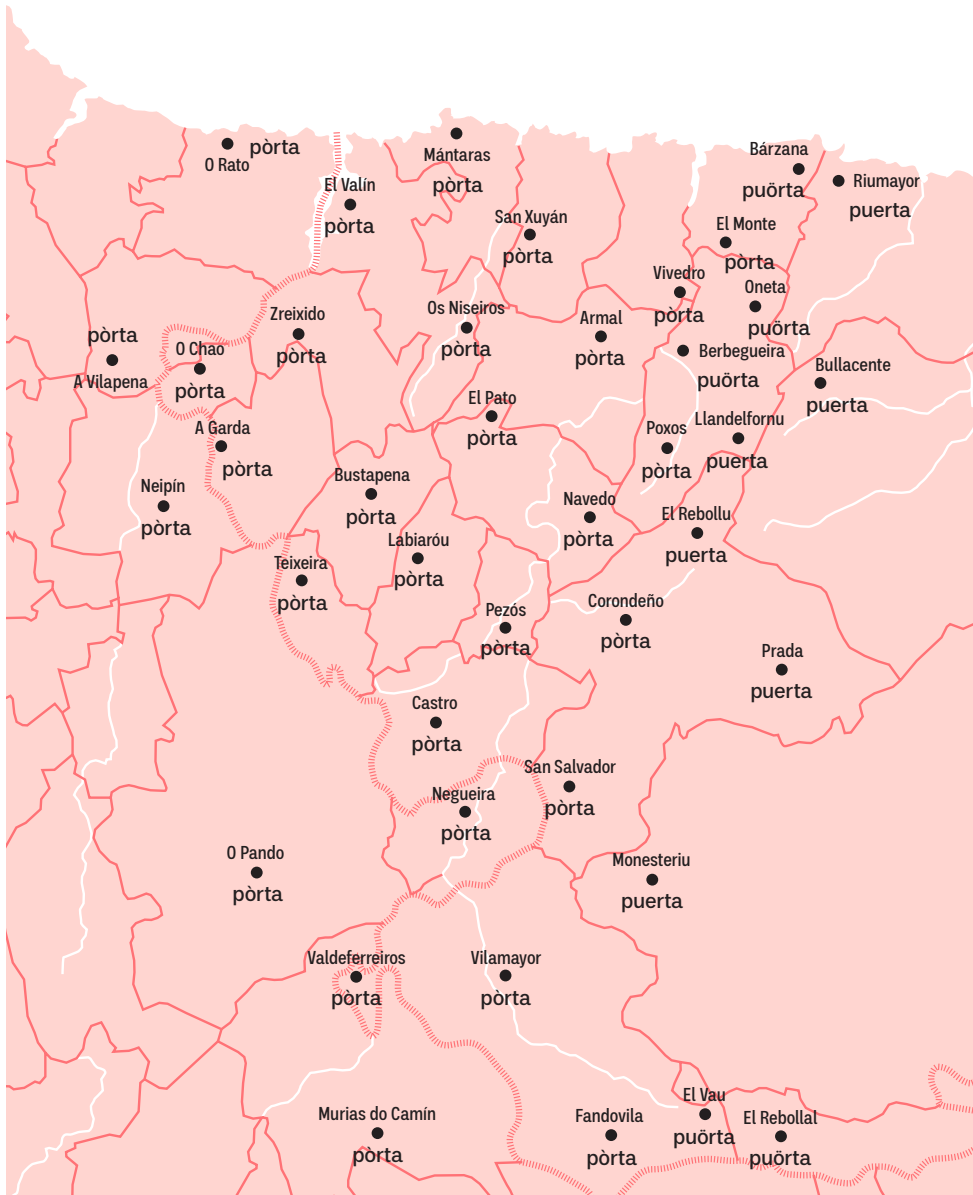 O Rato
pòrta
Mántaras
pòrta
Bárzana
puörta
Riumayor
puerta
El Valín
pòrta
San Xuyán
pòrta
El Monte
pòrta
Vivedro
pòrta
Oneta
puörta
Os Niseiros
pòrta
Armal
pòrta
Zreixido
pòrta
pòrta
A Vilapena
O Chao
pòrta
Berbegueira
puörta
Bullacente
puerta
El Pato
pòrta
Llandelfornu
puerta
Poxos
pòrta
A Garda
pòrta
Bustapena
pòrta
Neipín
pòrta
Navedo
pòrta
El Rebollu
puerta
Labiaróu
pòrta
Teixeira
pòrta
Pezós
pòrta
Corondeño
pòrta
Prada
puerta
Castro
pòrta
San Salvador
pòrta
Negueira
pòrta
O Pando
pòrta
Monesteriu
puerta
Valdeferreiros
pòrta
Vilamayor
pòrta
Murias do Camín
pòrta
Fandovila
pòrta
El Vau
puörta
El Rebollal
puörta